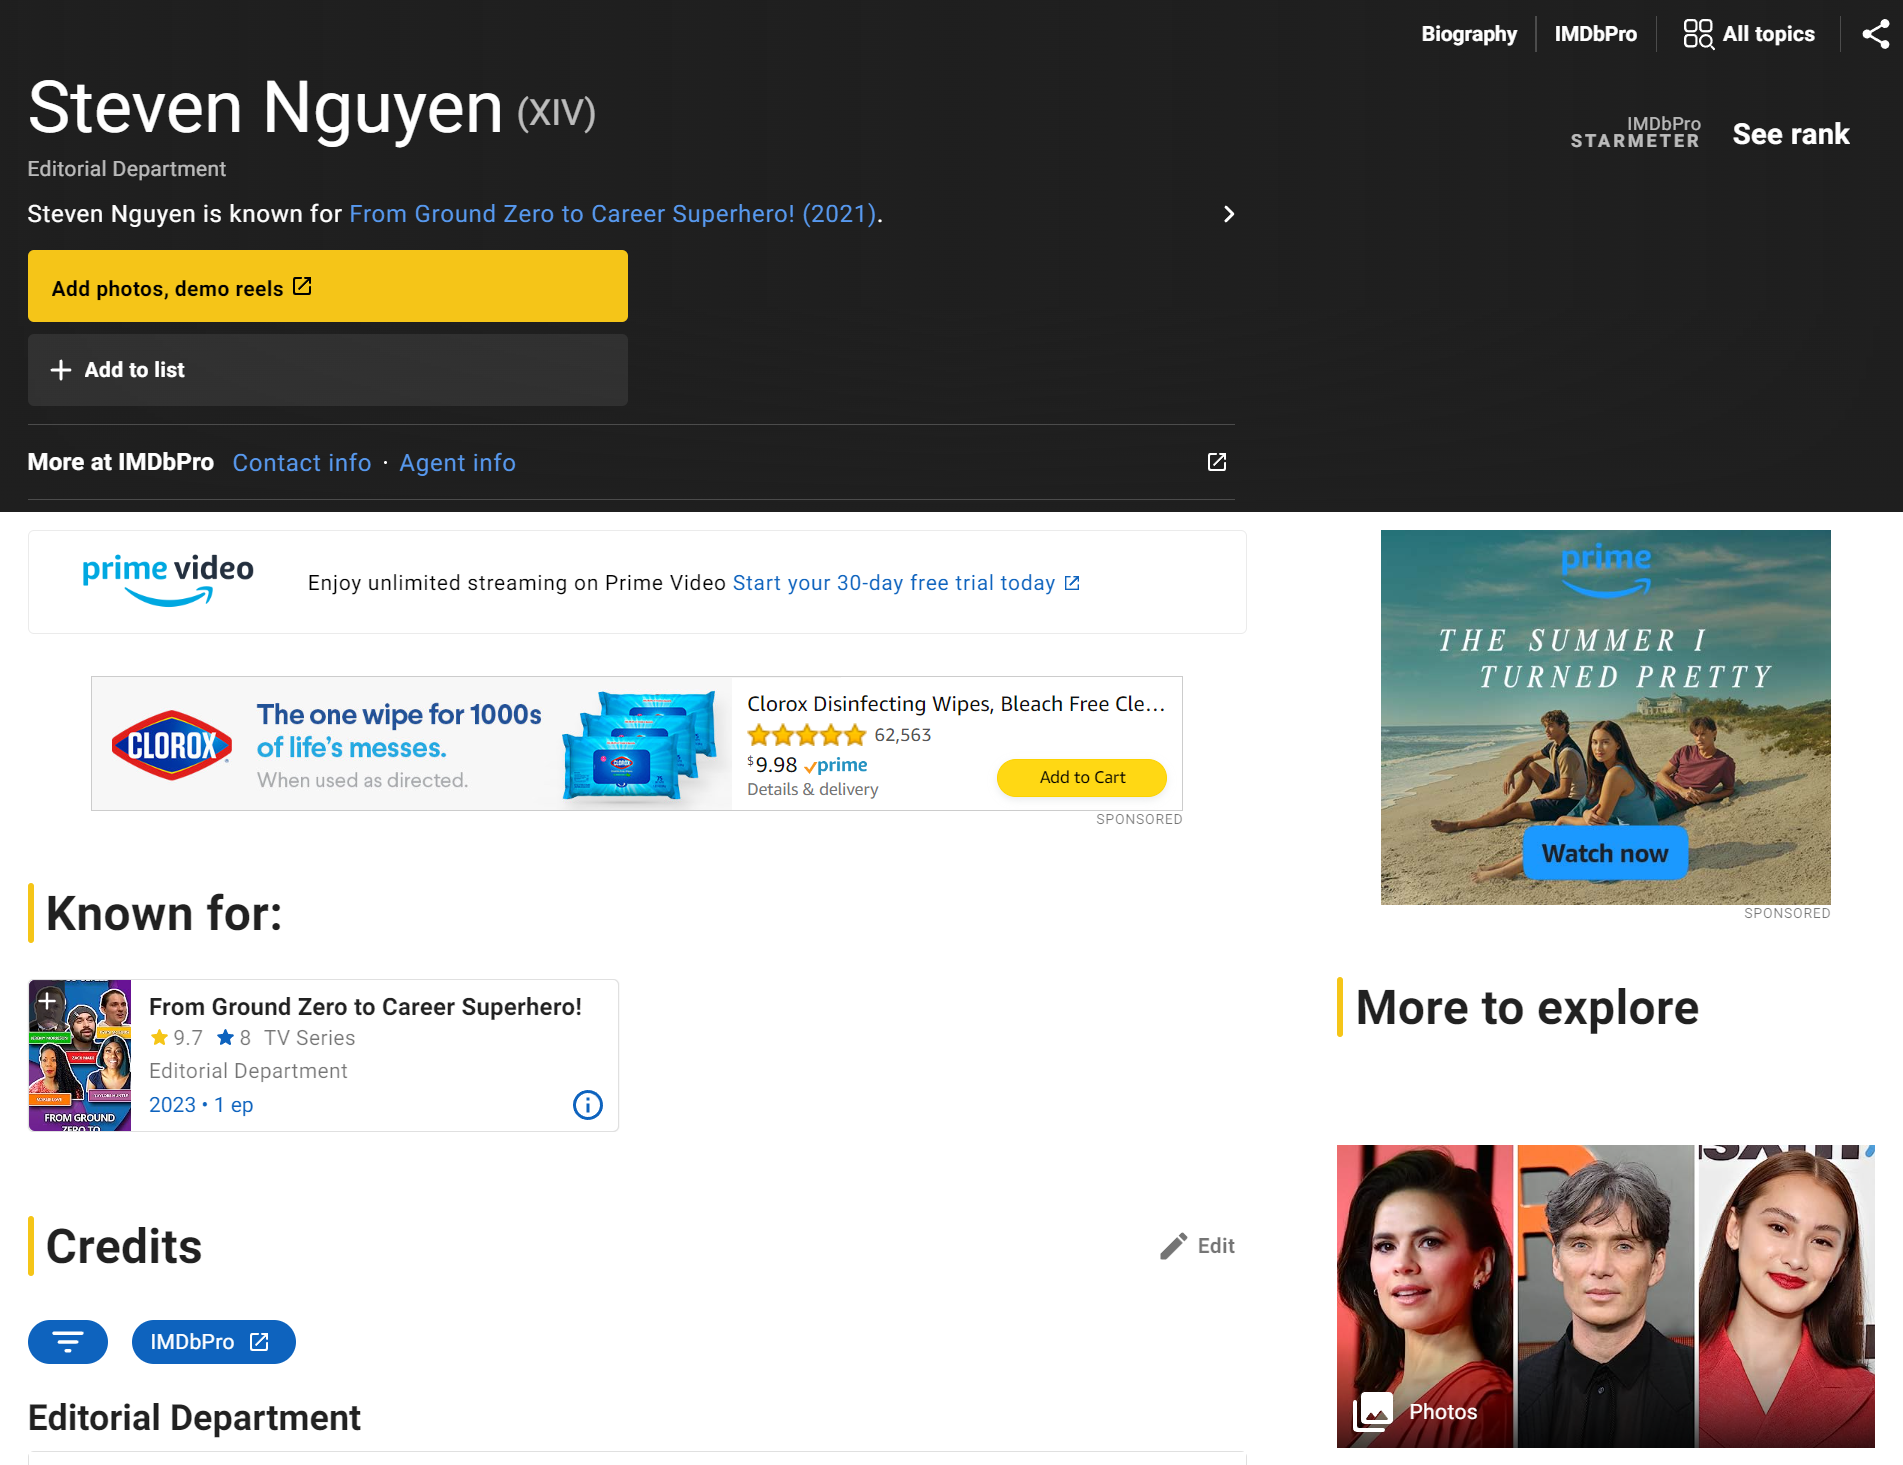 Biography
IMDbPro
All topics
Steven Nguyen (XIV)
IMDbPro
STARMETER
See rank
Editorial Department
Steven Nguyen is known for From Ground Zero to Career Superhero! (2021).
Add photos, demo reels
Add to list
More at IMDbPro Contact info · Agent info
prime video
Enjoy unlimited streaming on Prime Video Start your 30-day free trial today
CLOROX
The one wipe for 1000s
of life's messes.
When used as directed.
Clorox Disinfecting Wipes, Bleach Free Cle...
62,563
$9.98 prime
Details & delivery
Add to Cart
SPONSORED
prime
THE SUMMER I
TURNED PRETTY
Watch now
SPONSORED
Known for:
FROM GROUND
ZERO TO
From Ground Zero to Career Superhero!
9.7 8 TV Series
Editorial Department
2023 • 1 ep
More to explore
Photos
Credits
Edit
IMDbPro
Editorial Department